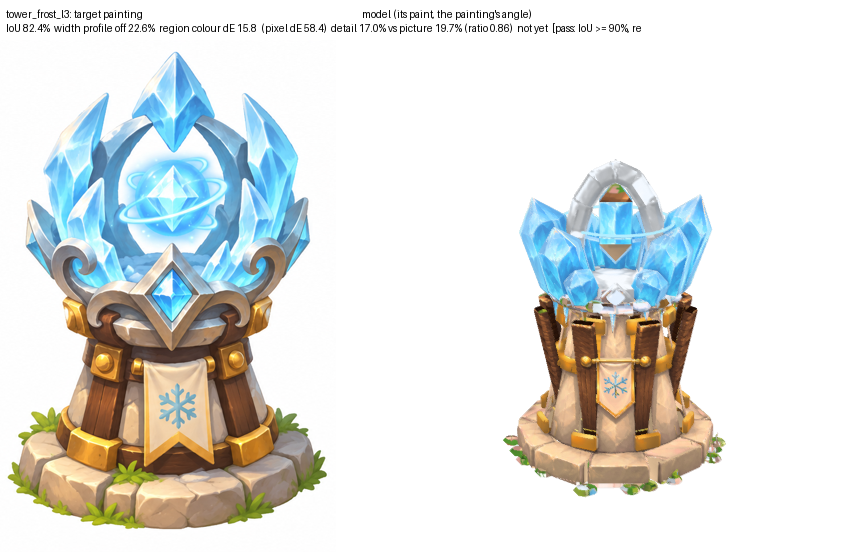 tower_frost_l3: target painting
model (its paint, the painting's angle)
IoU 82.4% width profile off 22.6% region colour dE 15.8 (pixel dE 58.4) detail 17.0% vs picture 19.7% (ratio 0.86) not yet [pass: IoU >= 90%, re